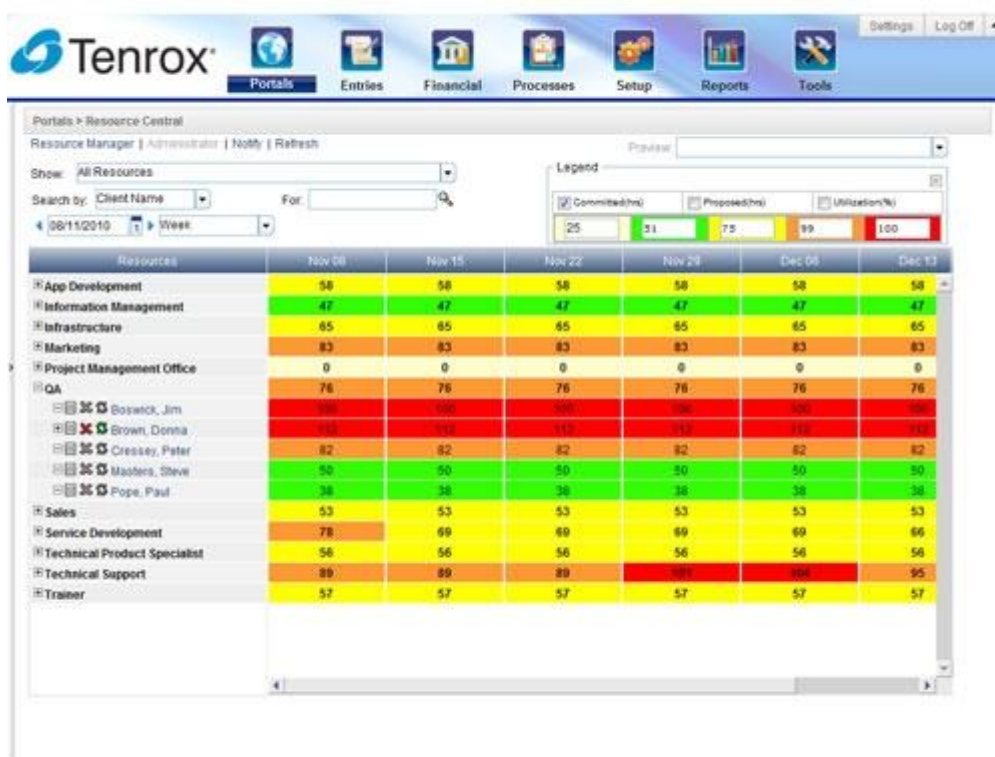 Settings Log Off
Tenrox
Portals Entries Financial Processes Setup Reports Tools
Portals > Resource Central
Resource Manager | Administrator | Notify | Refresh
Preview
Show: All Resources
Legend
Search by: Client Name For:
Committed(hrs) Proposed(hrs) Utilization(%)
08/11/2010 Week
25 51 75 99 100
Resources Nov 08 Nov 15 Nov 22 Nov 29 Dec 06 Dec 13
App Development 58 58 58 58 58 58
Information Management 47 47 47 47 47 47
Infrastructure 65 65 65 65 65 65
Marketing 83 83 83 83 83 83
Project Management Office 0 0 0 0 0 0
QA 76 76 76 76 76 76
Boswick, Jim 100 100 100 100 100 100
Brown, Donna 112 112 112 112 112 112
Cressey, Peter 82 82 82 82 82 82
Masters, Steve 50 50 50 50 50 50
Pope, Paul 38 38 38 38 38 38
Sales 53 53 53 53 53 53
Service Development 78 69 69 69 69 66
Technical Product Specialist 56 56 56 56 56 56
Technical Support 89 89 89 95
Trainer 57 57 57 57 57 57